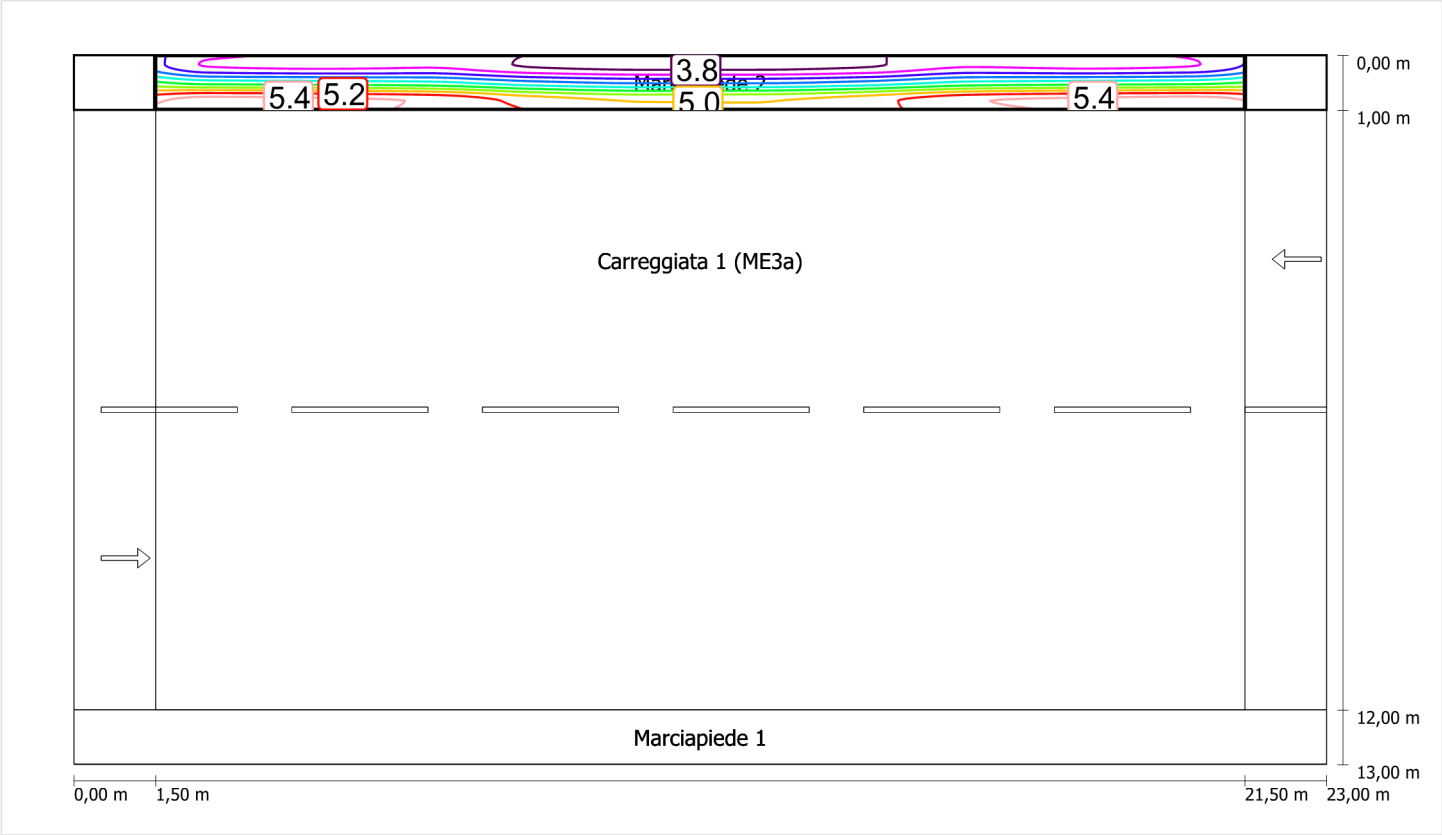 0,00 m
3.8
5.4
5.2
5.0
5.4
1,00 m
Carreggiata 1 (ME3a)
12,00 m
Marciapiede 1
13,00 m
0,00 m
1,50 m
21,50 m
23,00 m